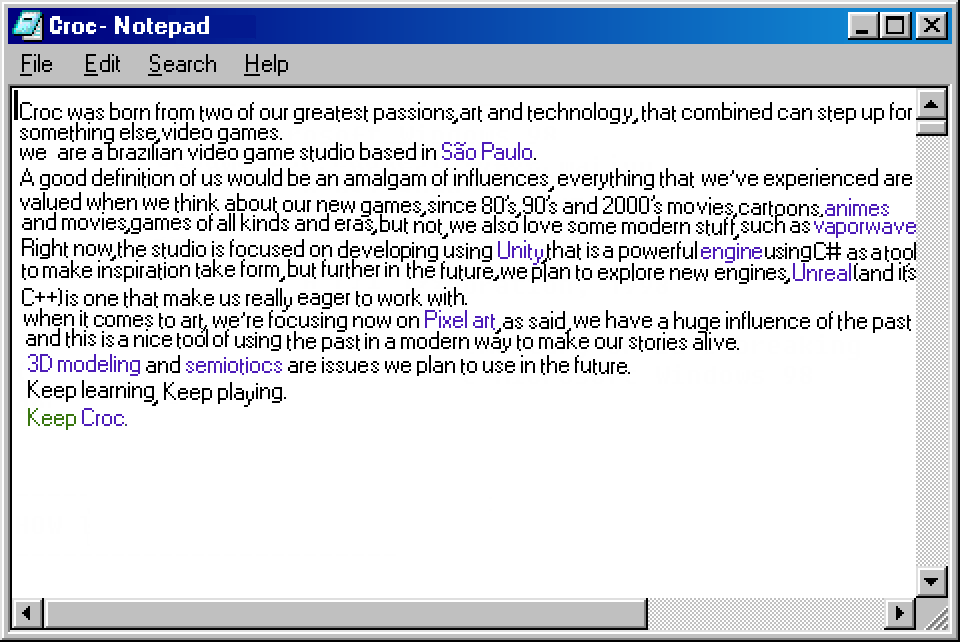 Croc- Notepad
File Edit Search Help
Croc was born from two of our greatest passions,art and technology,that combined can step up for
something else,video games.
we are a brazilian video game studio based in São Paulo.
A good definition of us would be an amalgam of influences, everything that we've experienced are
valued when we think about our new games,since 80's,90's and 2000's movies,cartoons,animes
and movies,games of all kinds and eras,but not,we also love some modern stuff,such as vaporwave
Right now,the studio is focused on developing using Unity,that is a powerful engine using C# as a tool
to make inspiration take form,but further in the future,we plan to explore new engines,Unreal(and it's
C++)is one that make us really eager to work with.
when it comes to art, we're focusing now on Pixel art,as said, we have a huge influence of the past
and this is a nice tool of using the past in a modern way to make our stories alive.
3D modeling and semiotiocs are issues we plan to use in the future.
Keep learning, Keep playing.
Keep Croc.